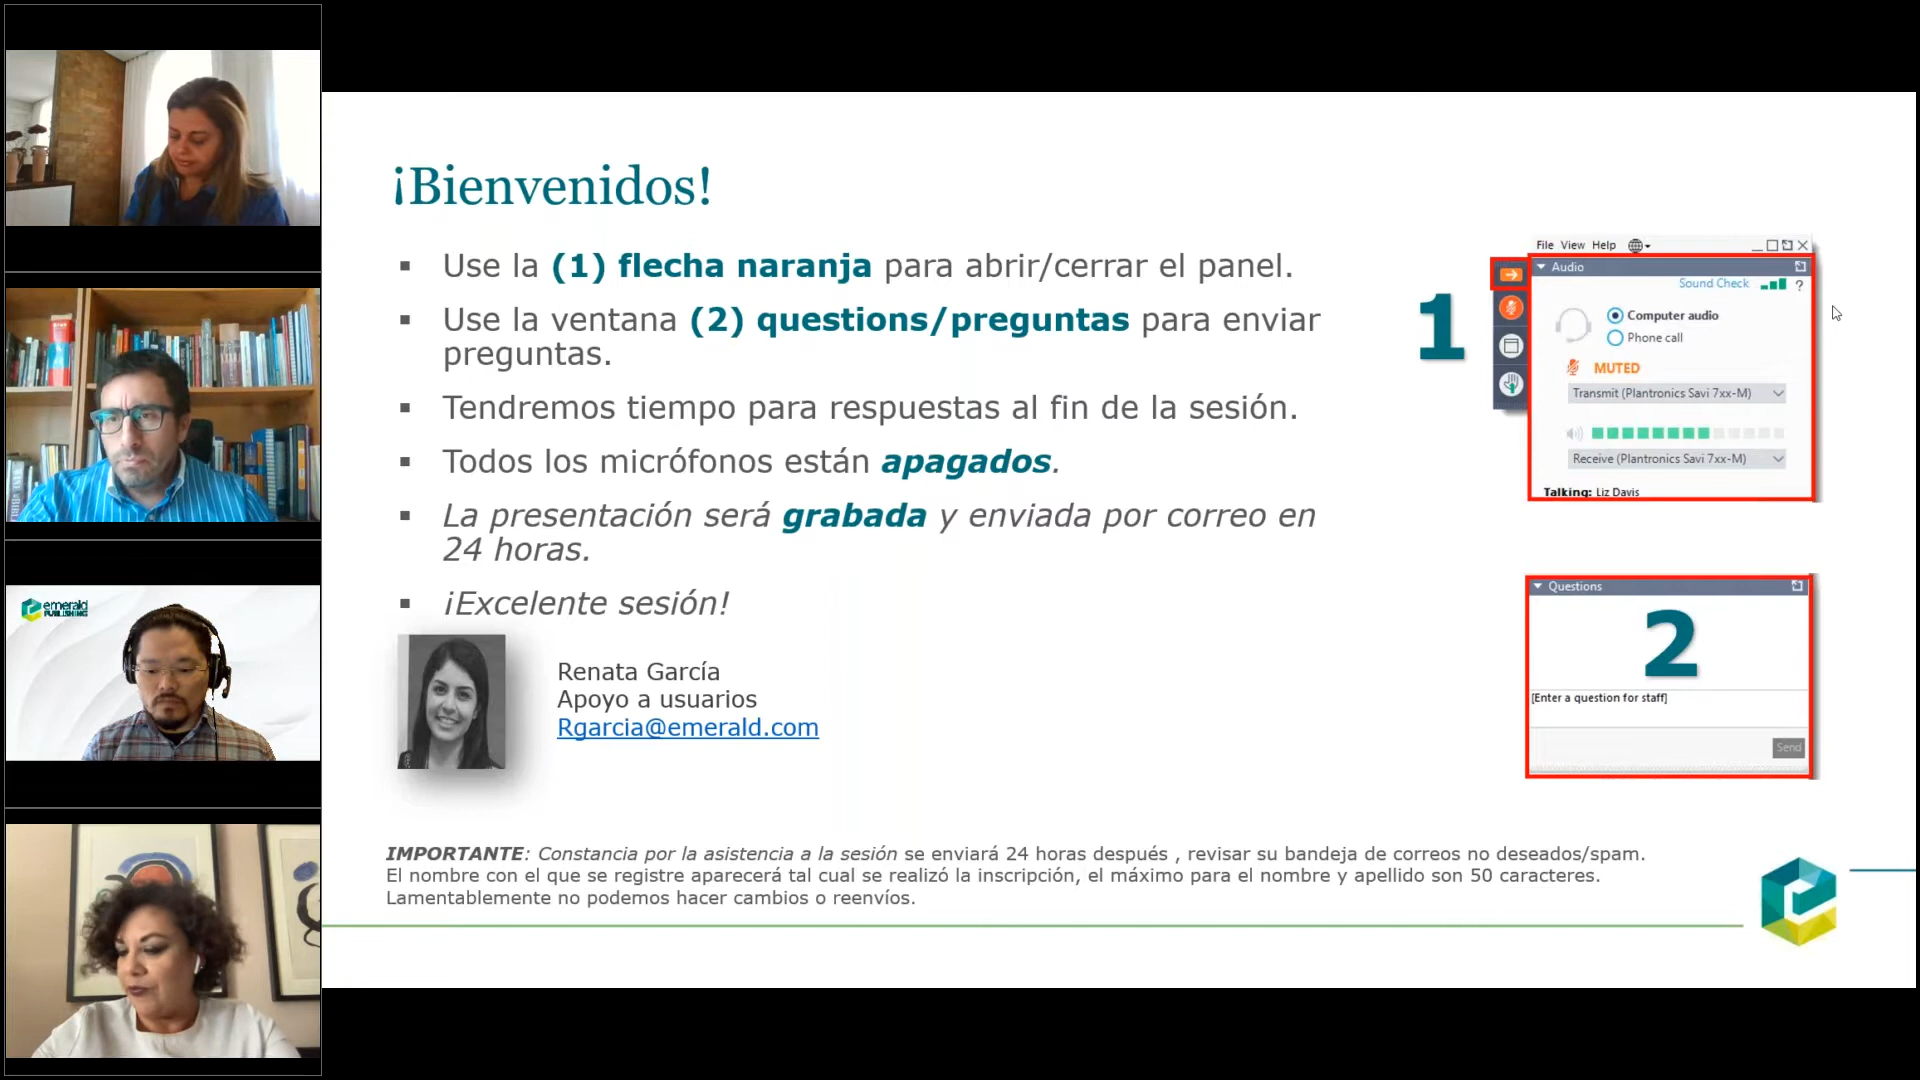 emerald
PUBLISHING
¡Bienvenidos!
▪ Use la (1) flecha naranja para abrir/cerrar el panel.
▪ Use la ventana (2) questions/preguntas para enviar
preguntas.
▪ Tendremos tiempo para respuestas al fin de la sesión.
▪ Todos los micrófonos están apagados.
▪ La presentación será grabada y enviada por correo en
24 horas.
▪ ¡Excelente sesión!
Renata García
Apoyo a usuarios
Rgarcia@emerald.com
1
File View Help
Audio
Sound Check ?
Computer audio
Phone call
MUTED
Transmit (Plantronics Savi 7xx-M)
Receive (Plantronics Savi 7xx-M)
Talking: Liz Davis
Questions
2
[Enter a question for staff]
Send
IMPORTANTE: Constancia por la asistencia a la sesión se enviará 24 horas después , revisar su bandeja de correos no deseados/spam.
El nombre con el que se registre aparecerá tal cual se realizó la inscripción, el máximo para el nombre y apellido son 50 caracteres.
Lamentablemente no podemos hacer cambios o reenvíos.